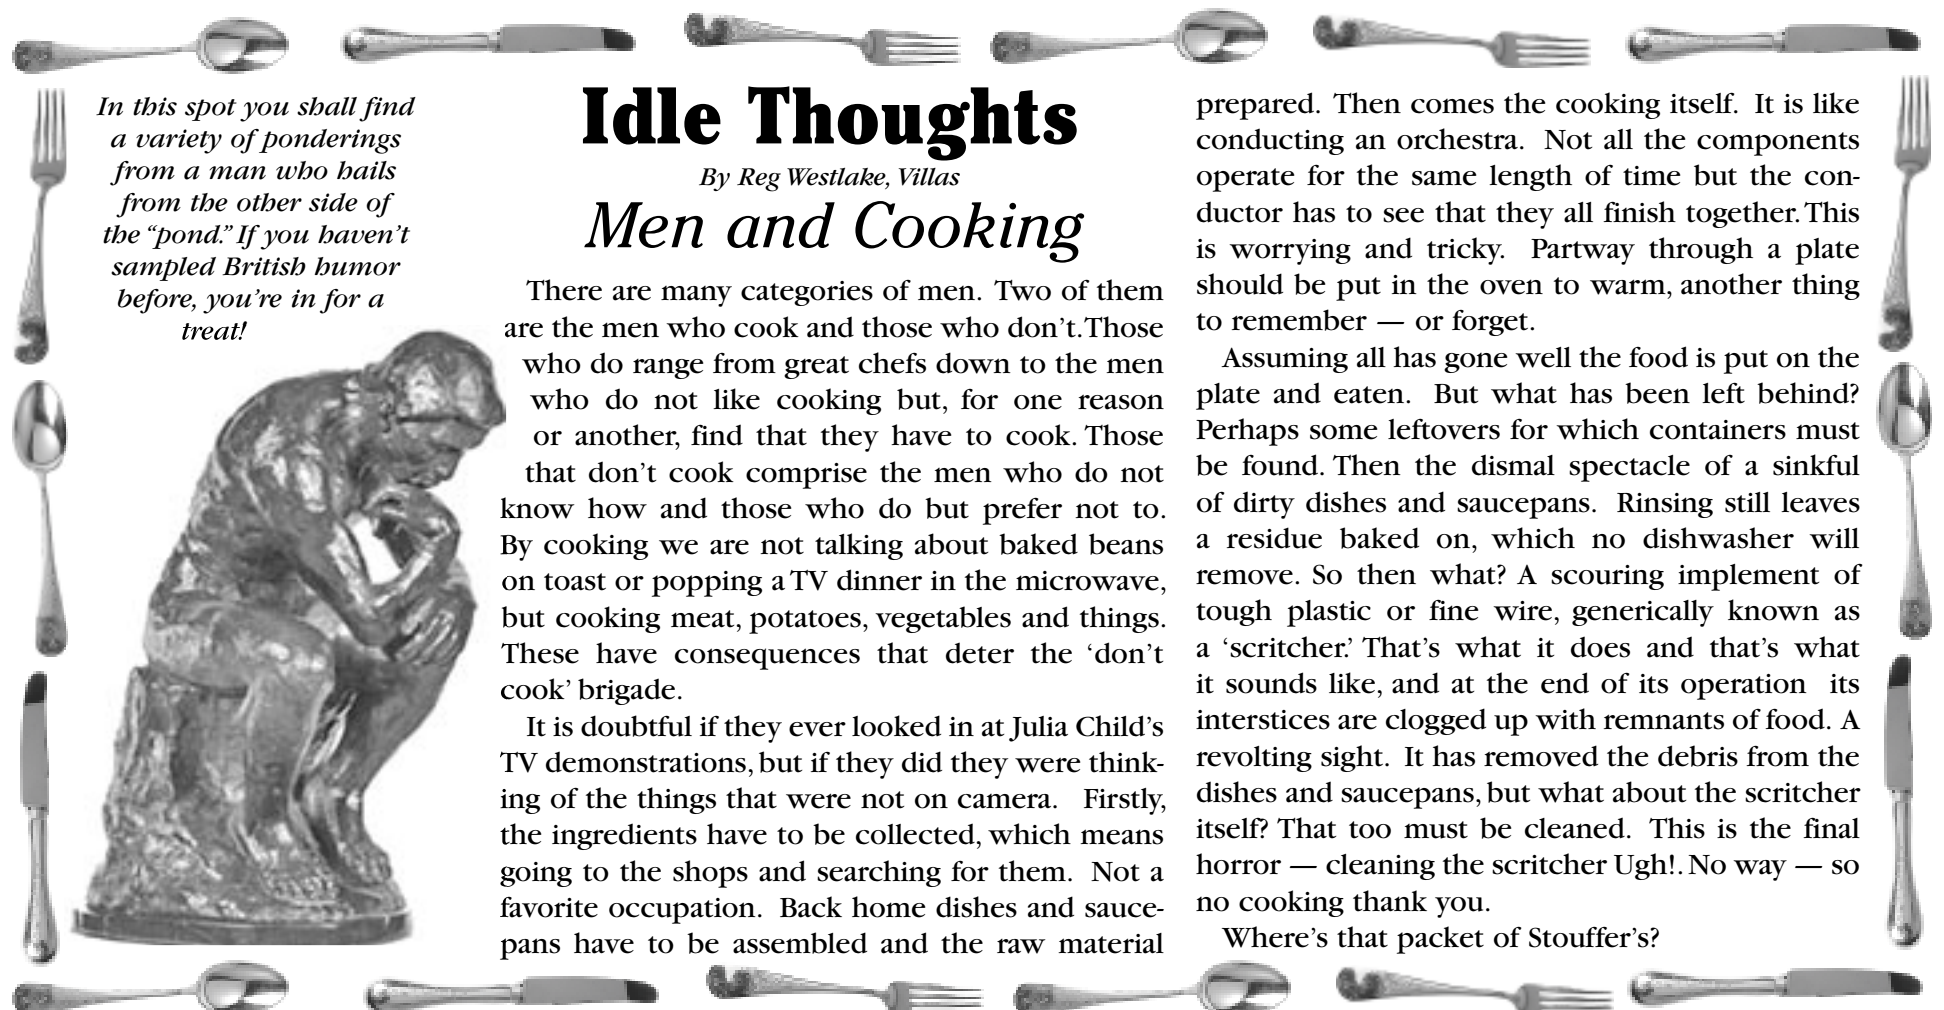 In this spot you shall find
a variety of ponderings
from a man who hails
from the other side of
the “pond.” If you haven’t
sampled British humor
before, you’re in for a
treat!
Idle Thoughts
By Reg Westlake, Villas
Men and Cooking
There are many categories of men. Two of them
are the men who cook and those who don’t. Those
who do range from great chefs down to the men
who do not like cooking but, for one reason
or another, find that they have to cook. Those
that don’t cook comprise the men who do not
know how and those who do but prefer not to.
By cooking we are not talking about baked beans
on toast or popping a TV dinner in the microwave,
but cooking meat, potatoes, vegetables and things.
These have consequences that deter the ‘don’t
cook’ brigade.
It is doubtful if they ever looked in at Julia Child’s
TV demonstrations, but if they did they were think-
ing of the things that were not on camera. Firstly,
the ingredients have to be collected, which means
going to the shops and searching for them. Not a
favorite occupation. Back home dishes and sauce-
pans have to be assembled and the raw material
prepared. Then comes the cooking itself. It is like
conducting an orchestra. Not all the components
operate for the same length of time but the con-
ductor has to see that they all finish together. This
is worrying and tricky. Partway through a plate
should be put in the oven to warm, another thing
to remember — or forget.
Assuming all has gone well the food is put on the
plate and eaten. But what has been left behind?
Perhaps some leftovers for which containers must
be found. Then the dismal spectacle of a sinkful
of dirty dishes and saucepans. Rinsing still leaves
a residue baked on, which no dishwasher will
remove. So then what? A scouring implement of
tough plastic or fine wire, generically known as
a ‘scritcher.’ That’s what it does and that’s what
it sounds like, and at the end of its operation its
interstices are clogged up with remnants of food. A
revolting sight. It has removed the debris from the
dishes and saucepans, but what about the scritcher
itself? That too must be cleaned. This is the final
horror — cleaning the scritcher Ugh!. No way — so
no cooking thank you.
Where’s that packet of Stouffer’s?